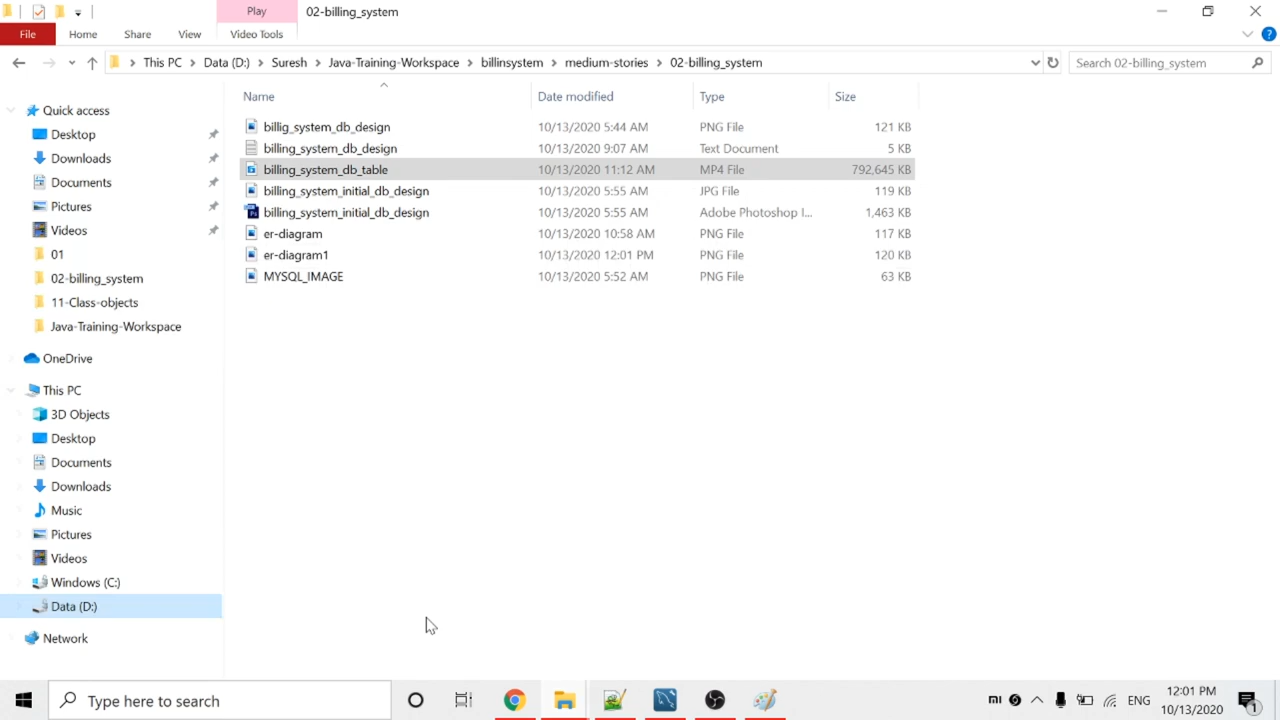 Play
02-billing_system
File
Home
Share
View
Video Tools
This PC
Data (D:)
Suresh
Java-Training-Workspace
billinsystem
medium-stories
02-billing_system
Search 02-billing_system
Name
Date modified
Type
Size
billig_system_db_design 10/13/2020 5:44 AM PNG File 121 KB
billing_system_db_design 10/13/2020 9:07 AM Text Document 5 KB
billing_system_db_table 10/13/2020 11:12 AM MP4 File 792,645 KB
billing_system_initial_db_design 10/13/2020 5:55 AM JPG File 119 KB
billing_system_initial_db_design 10/13/2020 5:55 AM Adobe Photoshop I... 1,463 KB
er-diagram 10/13/2020 10:58 AM PNG File 117 KB
er-diagram1 10/13/2020 12:01 PM PNG File 120 KB
MYSQL_IMAGE 10/13/2020 5:52 AM PNG File 63 KB
Quick access
Desktop
Downloads
Documents
Pictures
Videos
01
02-billing_system
11-Class-objects
Java-Training-Workspace
OneDrive
This PC
3D Objects
Desktop
Documents
Downloads
Music
Pictures
Videos
Windows (C:)
Data (D:)
Network
Type here to search
mi
ENG
12:01 PM
10/13/2020
1